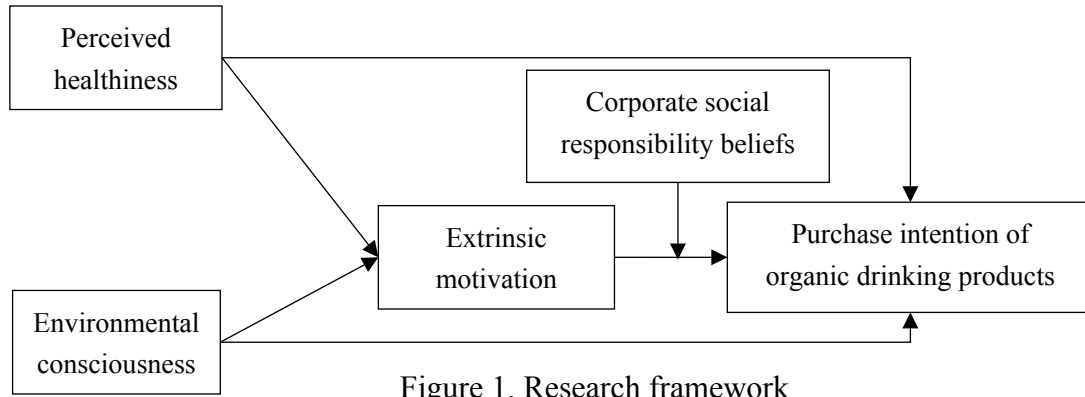 Perceived
healthiness
Corporate social
responsibility beliefs
Extrinsic
motivation
Purchase intention of
organic drinking products
Environmental
consciousness
Figure 1. Research framework